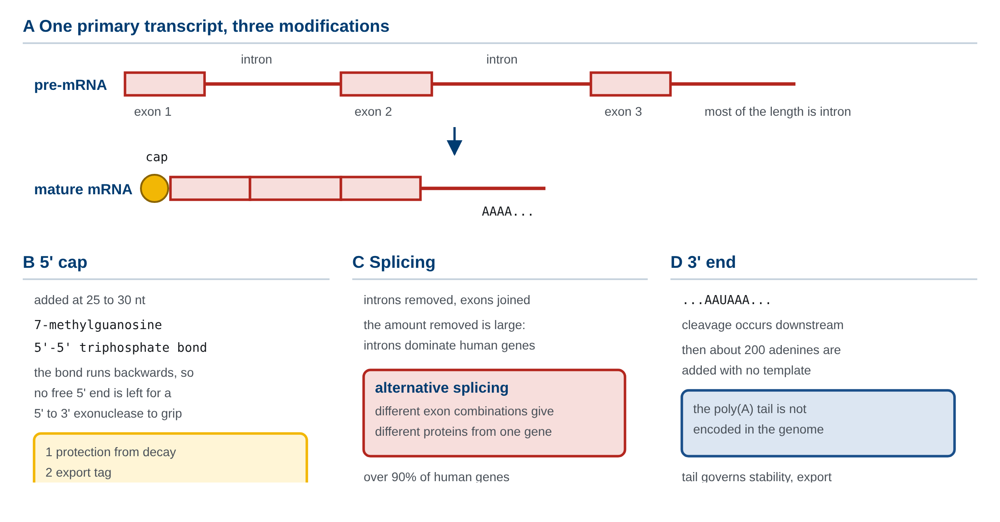 A One primary transcript, three modifications
intron intron
pre-mRNA
exon 1 exon 2 exon 3 most of the length is intron
cap
mature mRNA
AAAA...
B 5' cap
added at 25 to 30 nt
7-methylguanosine
5'-5' triphosphate bond
the bond runs backwards, so
no free 5' end is left for a
5' to 3' exonuclease to grip
1 protection from decay
2 export tag
C Splicing
introns removed, exons joined
the amount removed is large:
introns dominate human genes
alternative splicing
different exon combinations give
different proteins from one gene
over 90% of human genes
D 3' end
...AAUAAA...
cleavage occurs downstream
then about 200 adenines are
added with no template
the poly(A) tail is not
encoded in the genome
tail governs stability, export